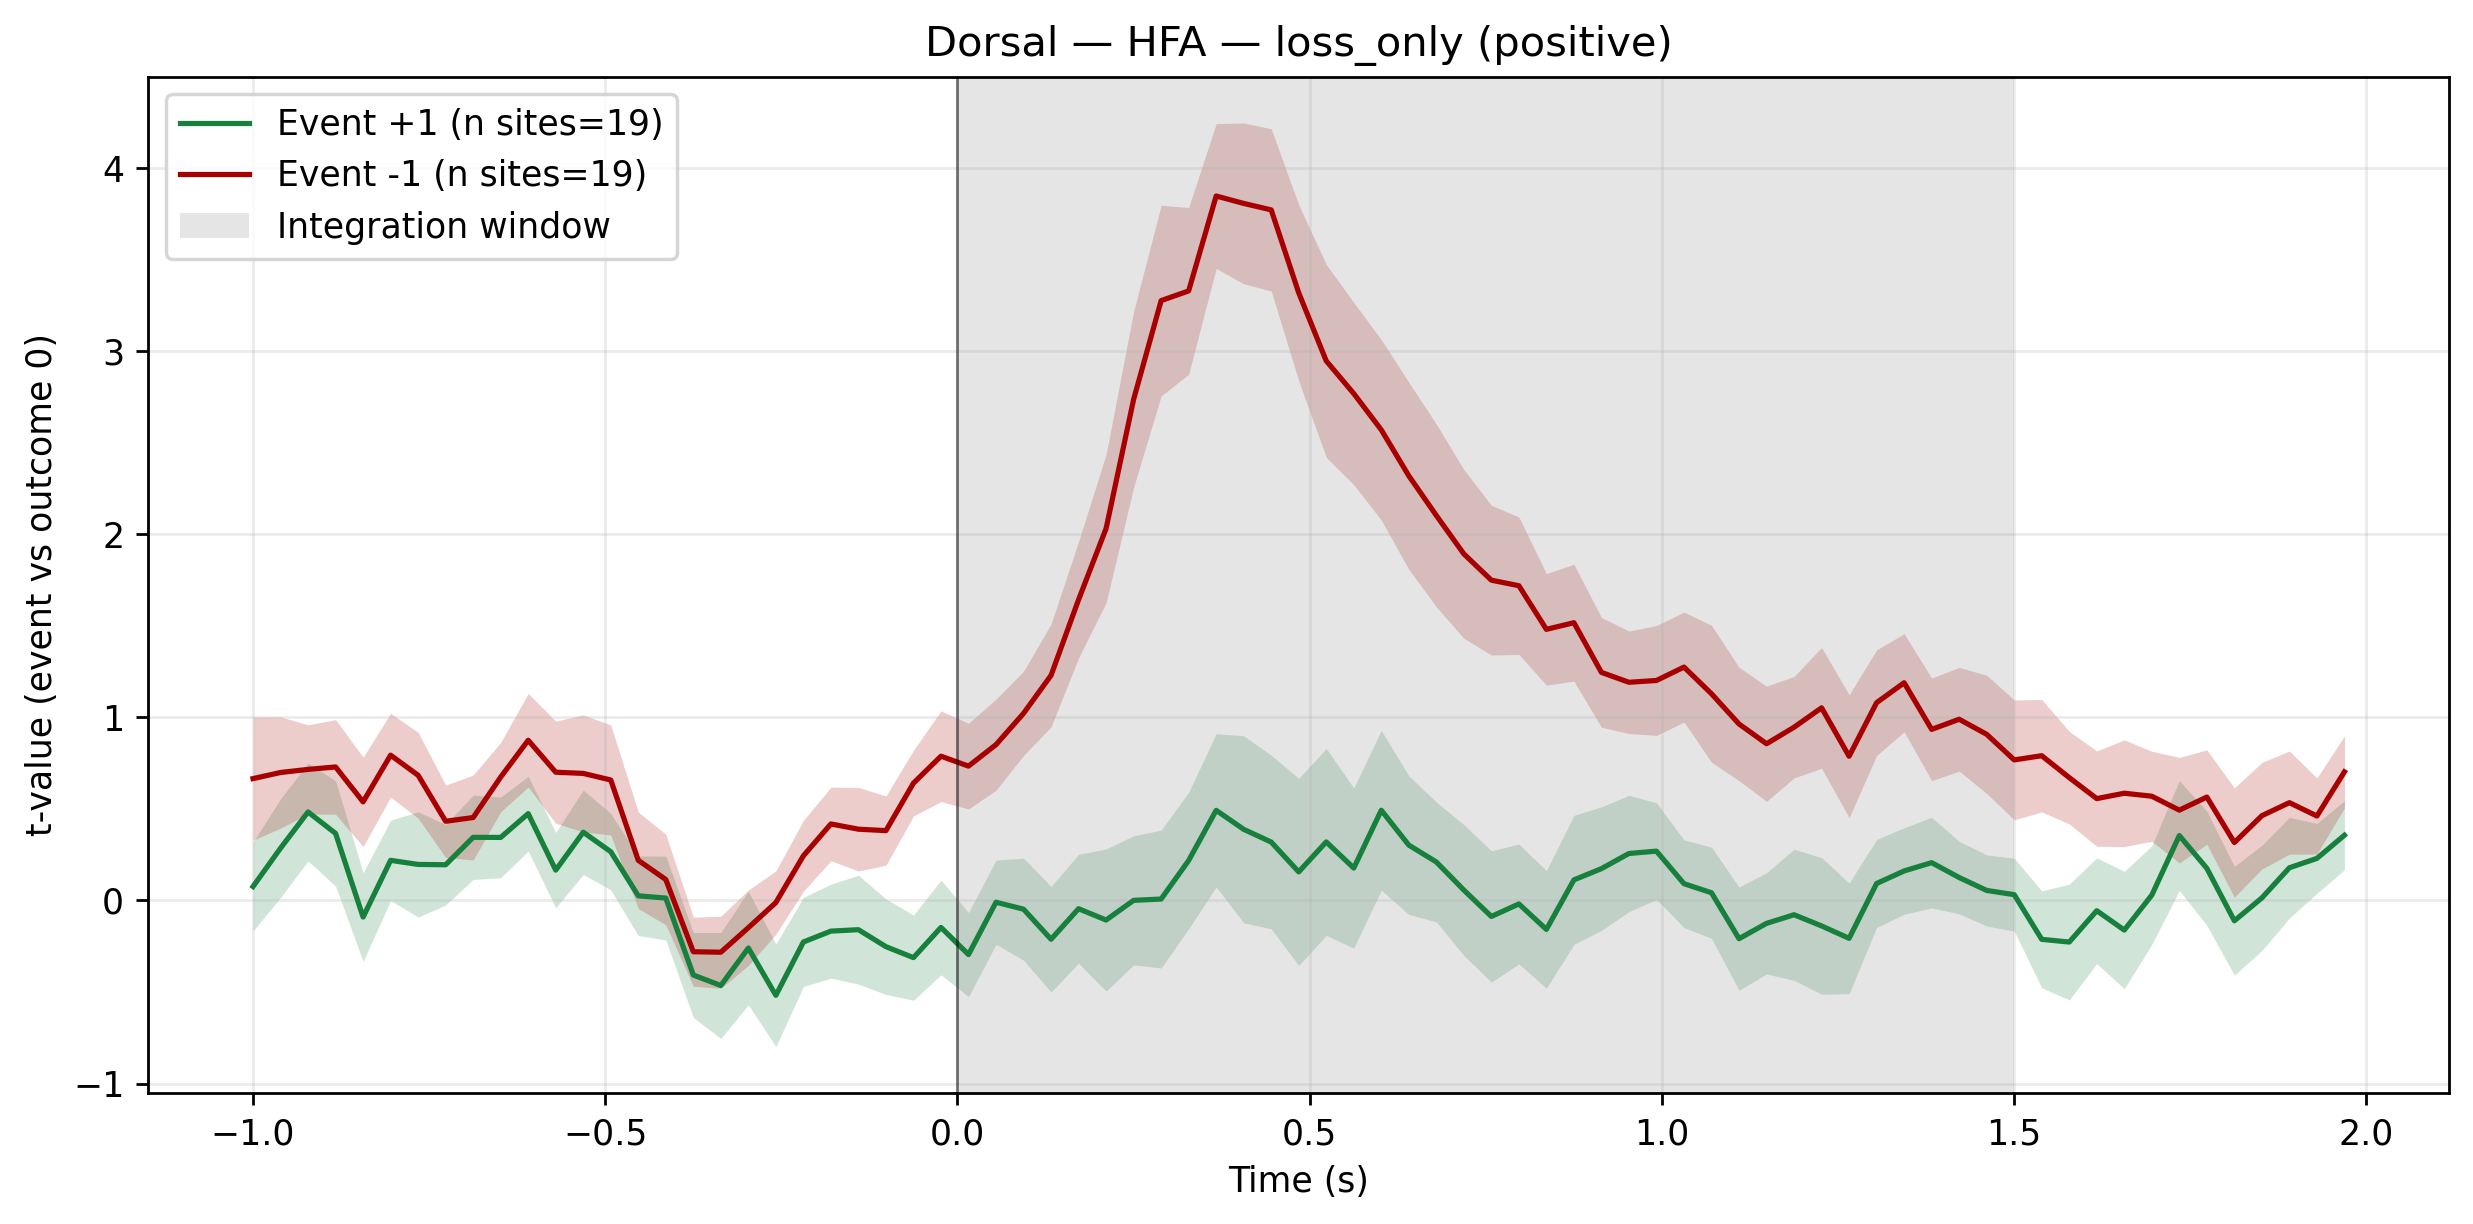 Dorsal — HFA — loss_only (positive)
Event +1 (n sites=19)
Event -1 (n sites=19)
Integration window
t-value (event vs outcome 0)
4
3
2
1
0
−1
−1.0
−0.5
0.0
0.5
1.0
1.5
2.0
Time (s)